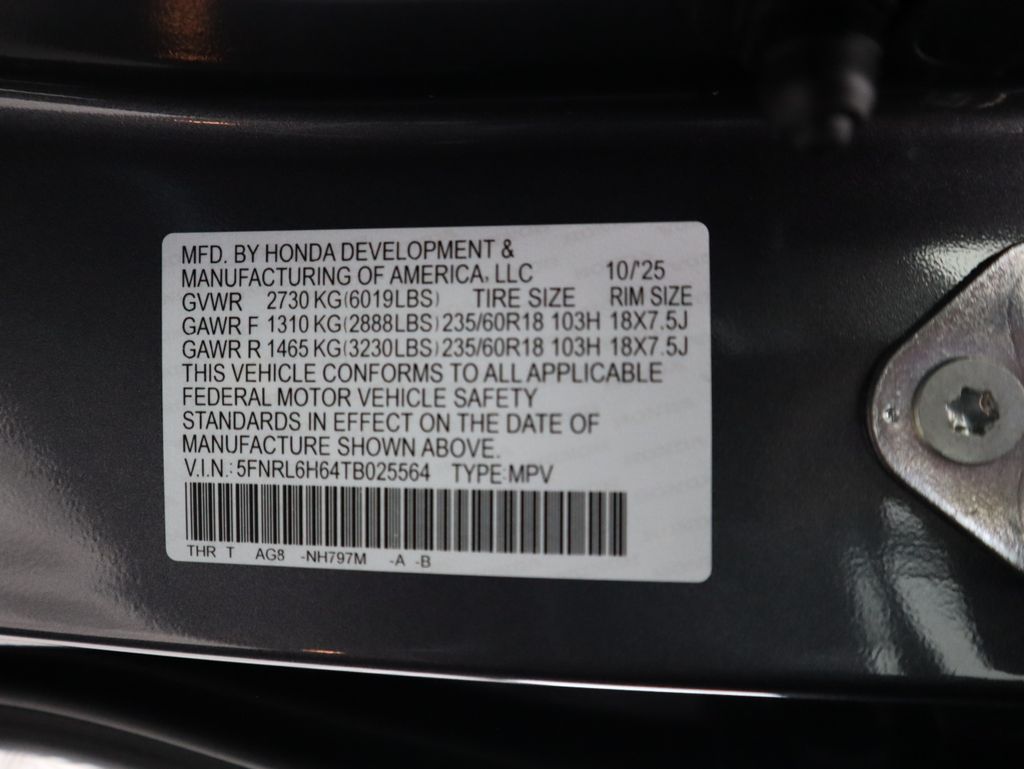 MFD. BY HONDA DEVELOPMENT &
MANUFACTURING OF AMERICA, LLC 10/'25
GVWR 2730 KG(6019LBS) TIRE SIZE RIM SIZE
GAWR F 1310 KG(2888LBS) 235/60R18 103H 18X7.5J
GAWR R 1465 KG(3230LBS) 235/60R18 103H 18X7.5J
THIS VEHICLE CONFORMS TO ALL APPLICABLE
FEDERAL MOTOR VEHICLE SAFETY
STANDARDS IN EFFECT ON THE DATE OF
MANUFACTURE SHOWN ABOVE.
V.I.N.: 5FNRL6H64TB025564 TYPE:MPV
THR T AG8 -NH797M -A -B